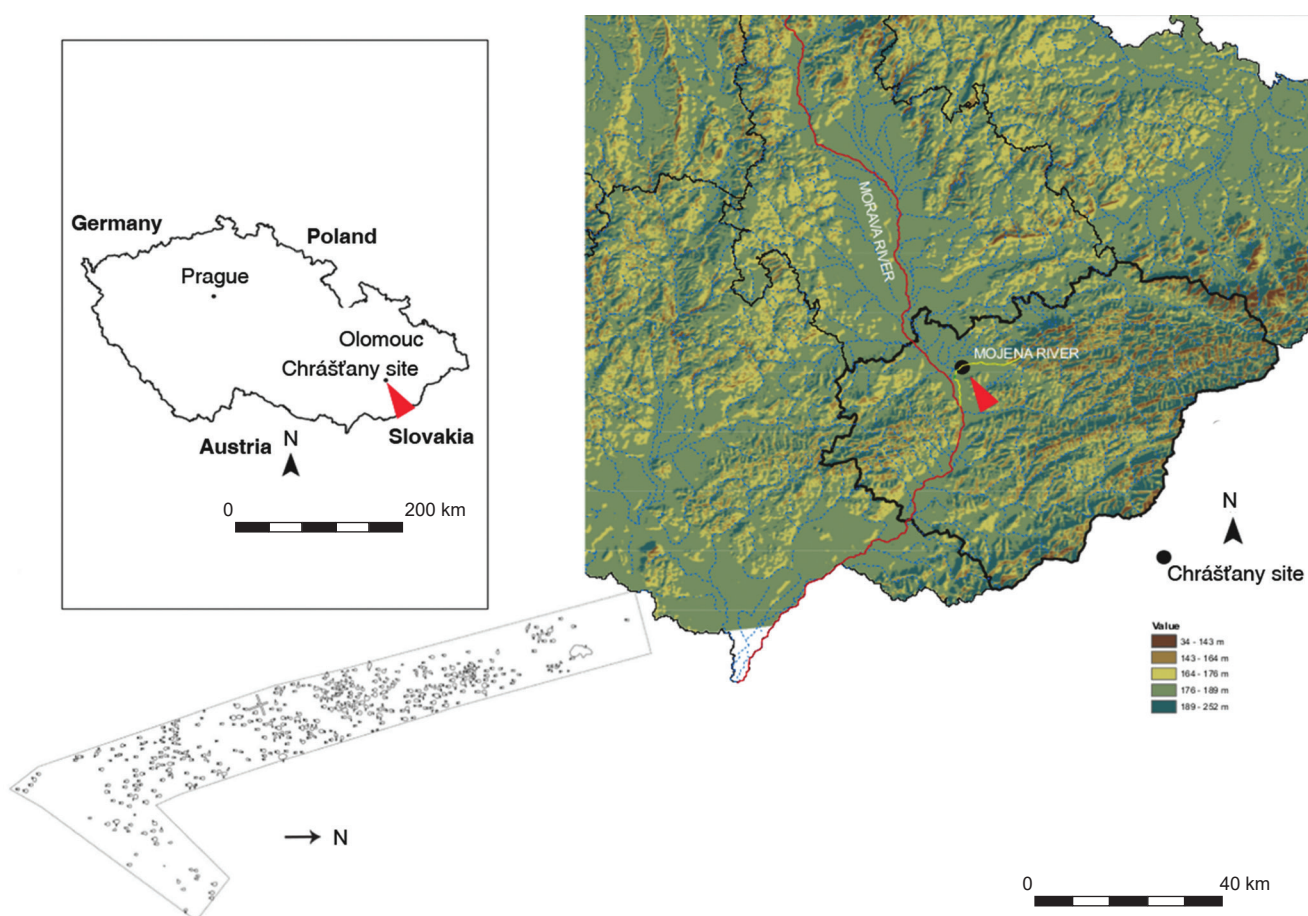 Germany
Poland
Prague
Olomouc
Chrášťany site
Slovakia
Austria
N
0 200 km
MORAVA RIVER
MOJENA RIVER
N
Chrášťany site
Value
34 - 143 m
143 - 164 m
164 - 176 m
176 - 189 m
189 - 252 m
N
0 40 km